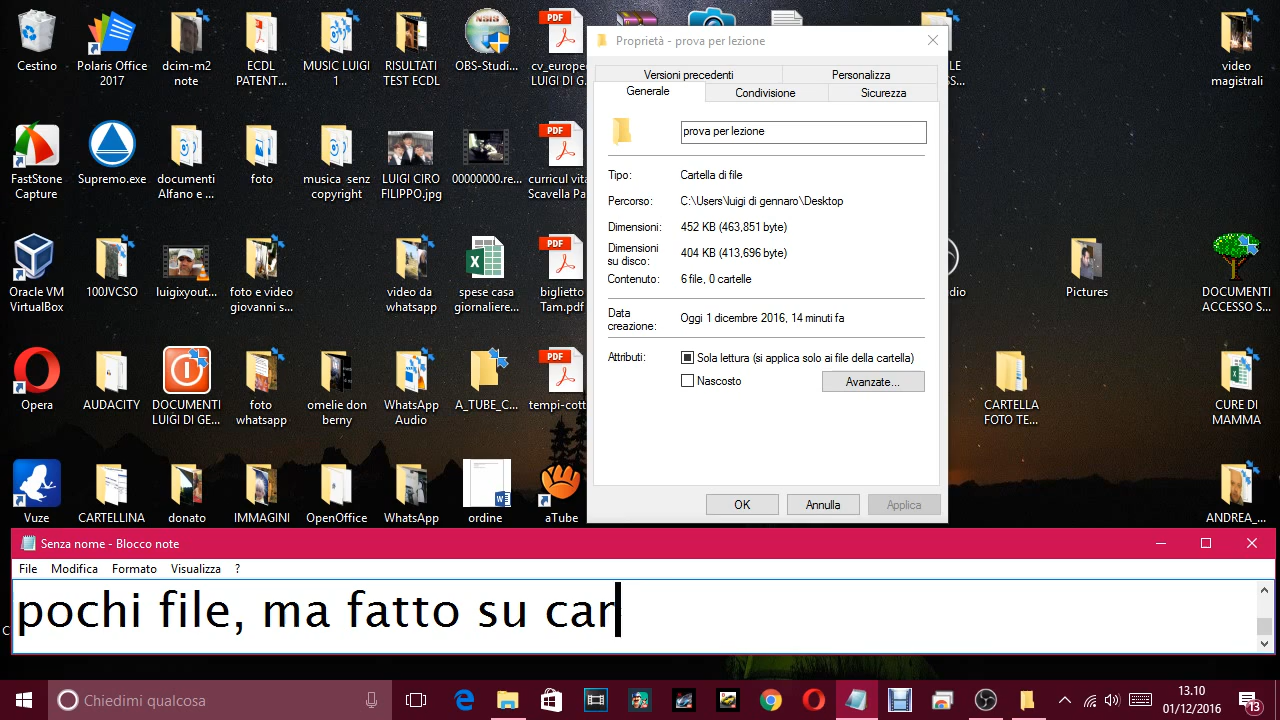 Cestino
Polaris Office
2017
dcim-m2
note
ECDL
PATENT...
MUSIC LUIGI
1
RISULTATI
TEST ECDL
NSIS
OBS-Studi...
PDF
cv_europe
LUIGI DI G
video
magistrali
FastStone
Capture
Supremo.exe
documenti
Alfano e ...
foto
musica senz
copyright
LUIGI CIRO
FILIPPO.jpg
00000000.re...
PDF
curricul vita
Scavella Pa
Oracle VM
VirtualBox
100JVCSO
luigixyout...
foto e video
giovanni s...
video da
whatsapp
spese casa
giornaliere...
PDF
biglietto
Tam.pdf
Pictures
DOCUMENTI
ACCESSO S...
Opera
AUDACITY
DOCUMENTI
LUIGI DI GE...
foto
whatsapp
omelie don
berny
WhatsApp
Audio
A_TUBE_C...
PDF
tempi-cott
CARTELLA
FOTO TE...
CURE DI
MAMMA
Vuze
CARTELLINA
donato
IMMAGINI
OpenOffice
WhatsApp
ordine
aTube
ANDREA_...
Proprietà - prova per lezione
Versioni precedenti
Personalizza
Generale
Condivisione
Sicurezza
prova per lezione
Tipo: Cartella di file
Percorso: C:\Users\luigi di gennaro\Desktop
Dimensioni: 452 KB (463,851 byte)
Dimensioni
su disco: 404 KB (413,696 byte)
Contenuto: 6 file, 0 cartelle
Data
creazione: Oggi 1 dicembre 2016, 14 minuti fa
Attributi: Sola lettura (si applica solo ai file della cartella)
Nascosto
Avanzate...
OK
Annulla
Applica
Senza nome - Blocco note
File Modifica Formato Visualizza ?
pochi file, ma fatto su car
Chiedimi qualcosa
13.10
01/12/2016
13